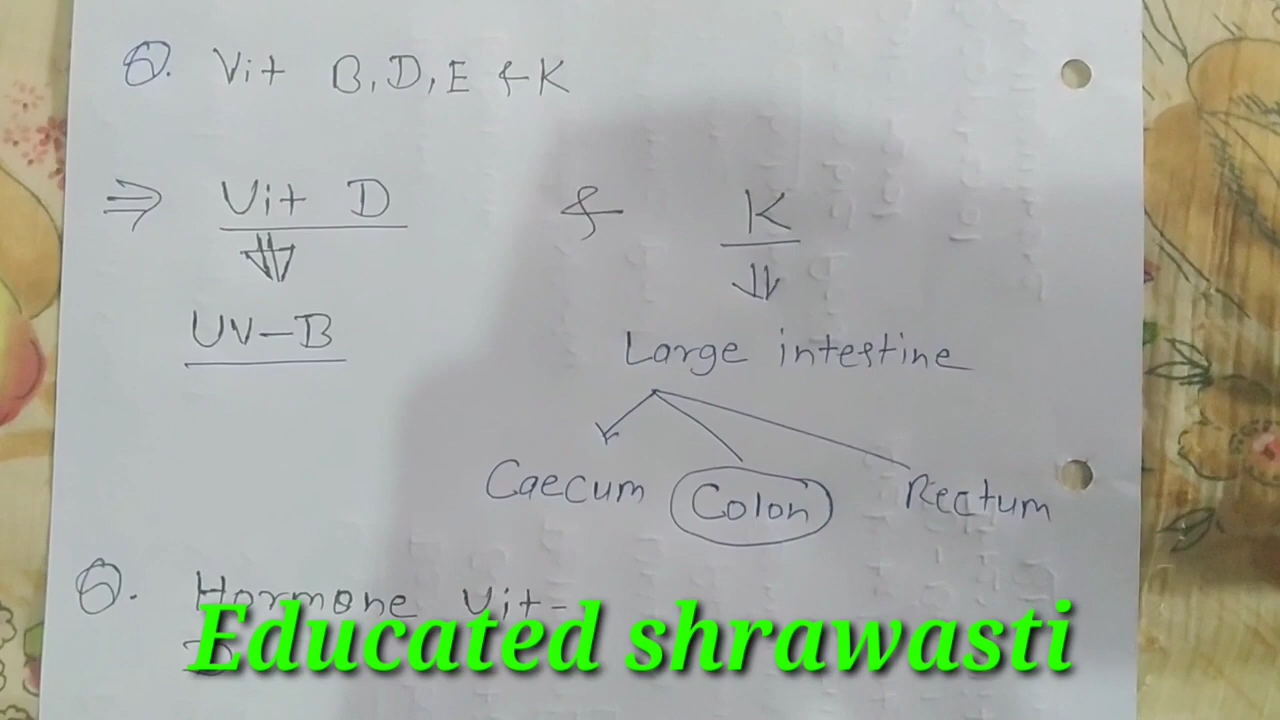 Q. Vit B, D, E & K
⇒ Vit D & K
UV-B
Large intestine
Caecum Colon Rectum
Q. Hormone Vit-
D
Educated shrawasti